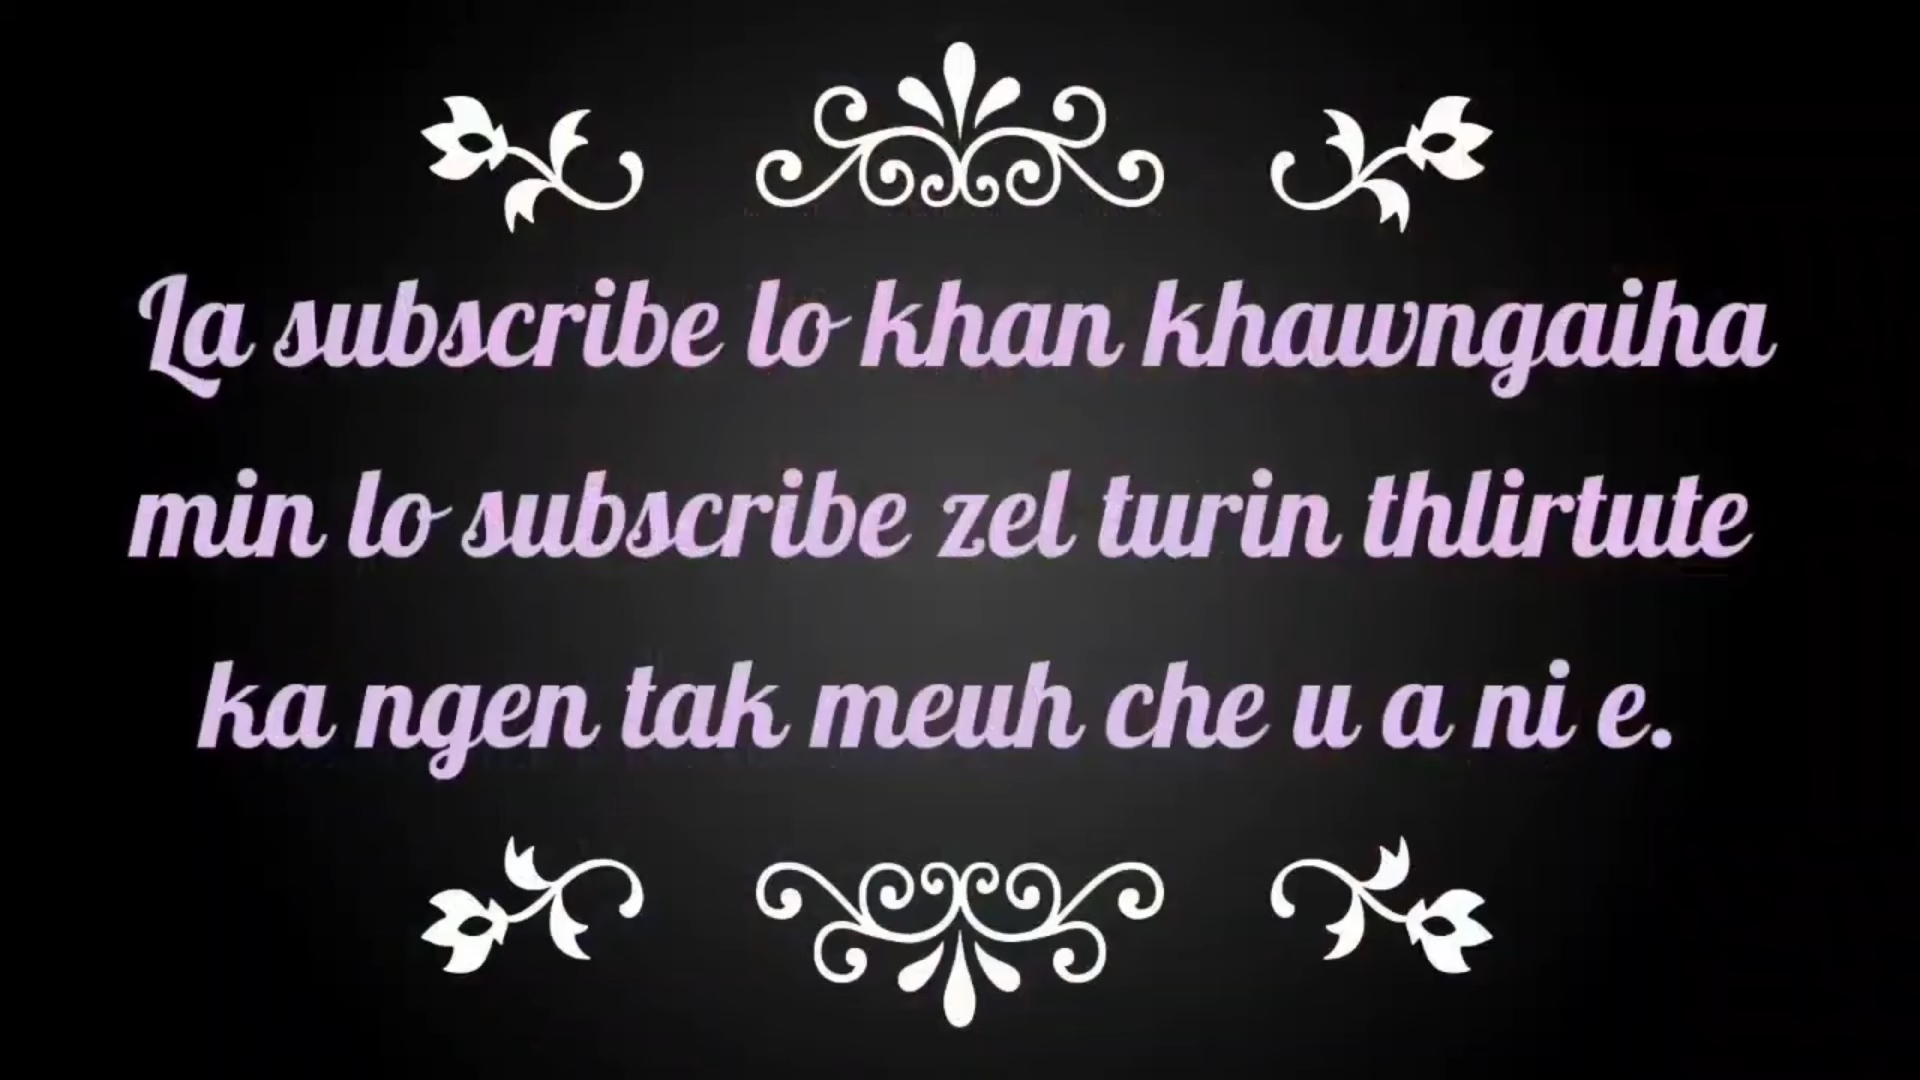 La subscribe lo khan khawngaiha
min lo subscribe zel turin thlirtute
ka ngen tak meuh che u a ni e.